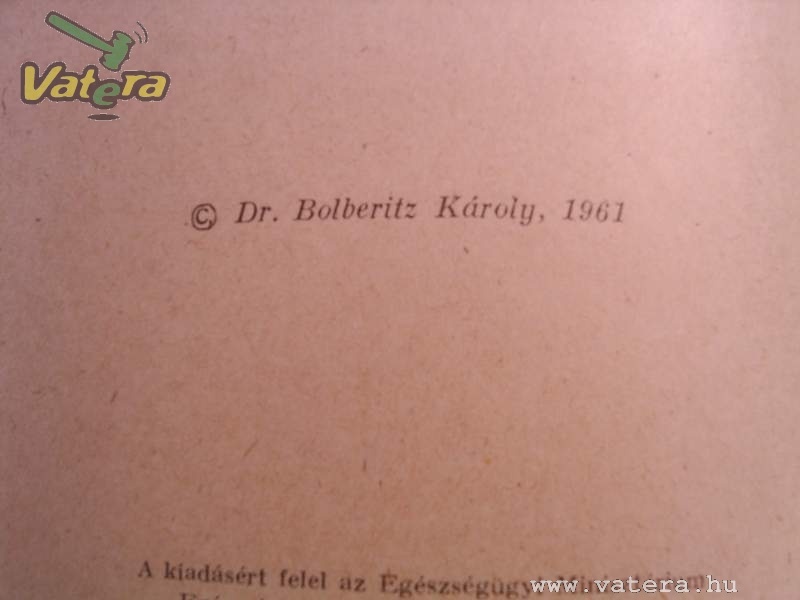 Vatera
© Dr. Bolberitz Károly, 1961
A kiadásért felel az Egészségügyi
www.vatera.hu